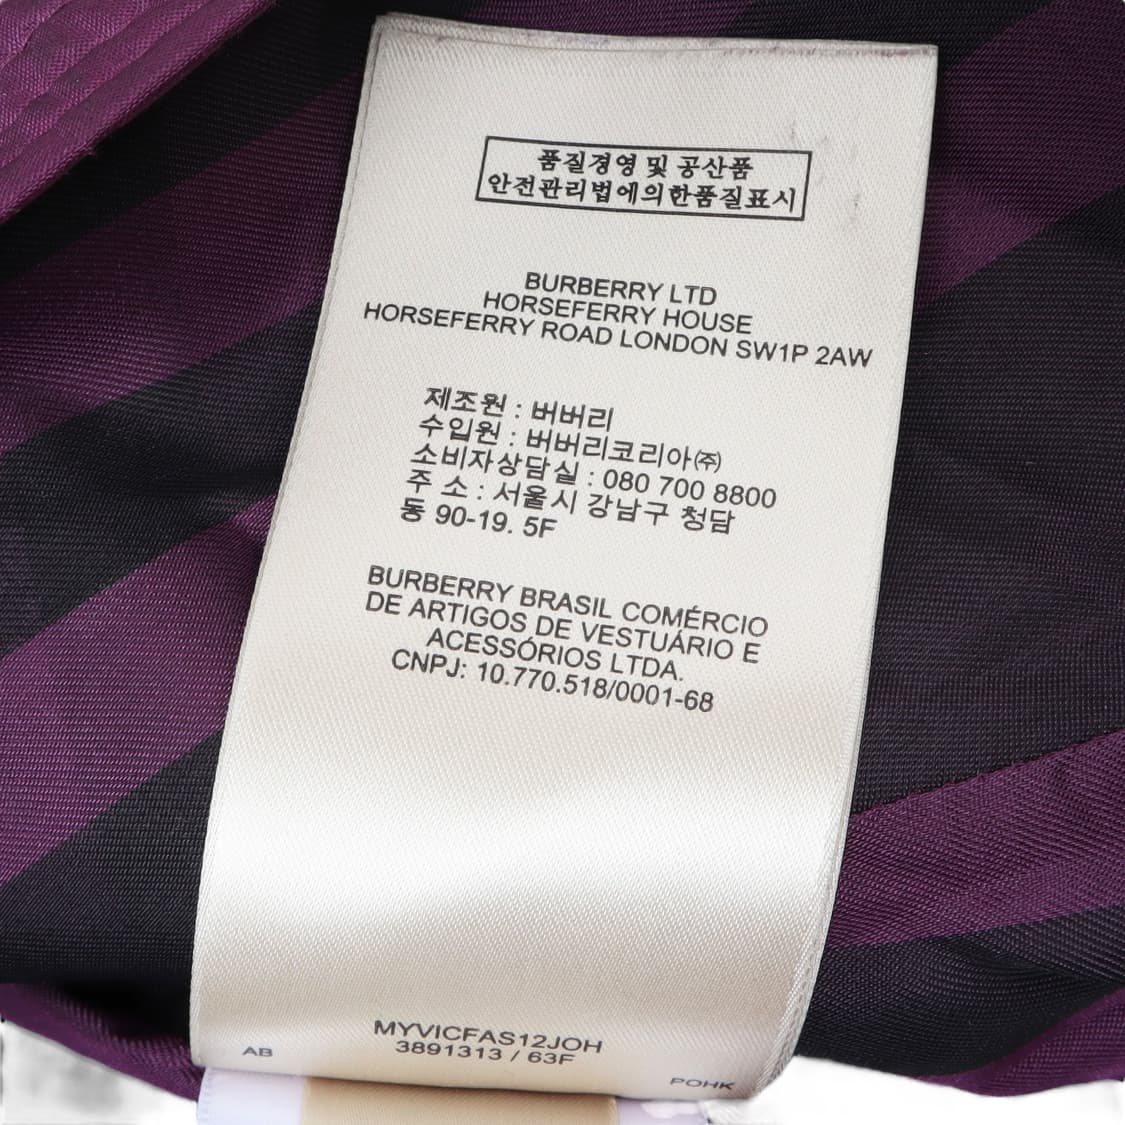 품질경영 및 공산품
안전관리법에의한품질표시
BURBERRY LTD
HORSEFERRY HOUSE
HORSEFERRY ROAD LONDON SW1P 2AW
제조원 : 버버리
수입원 : 버버리코리아㈜
소비자상담실 : 080 700 8800
주 소 : 서울시 강남구 청담
동 90-19. 5F
BURBERRY BRASIL COMÉRCIO
DE ARTIGOS DE VESTUÁRIO E
ACESSÓRIOS LTDA.
CNPJ: 10.770.518/0001-68
MYVICFAS12JOH
AB 3891313 / 63F
POHK